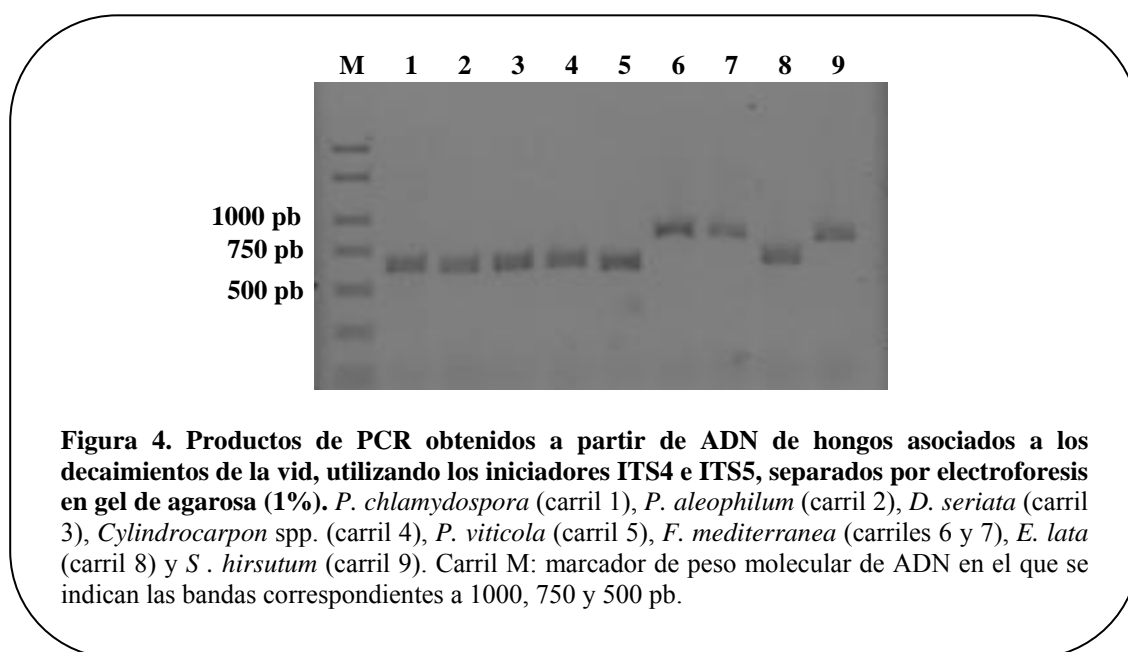 M 1 2 3 4 5 6 7 8 9
1000 pb
750 pb
500 pb
Figura 4. Productos de PCR obtenidos a partir de ADN de hongos asociados a los
decaimientos de la vid, utilizando los iniciadores ITS4 e ITS5, separados por electroforesis
en gel de agarosa (1%). P. chlamydospora (carril 1), P. aleophilum (carril 2), D. seriata (carril
3), Cylindrocarpon spp. (carril 4), P. viticola (carril 5), F. mediterranea (carriles 6 y 7), E. lata
(carril 8) y S . hirsutum (carril 9). Carril M: marcador de peso molecular de ADN en el que se
indican las bandas correspondientes a 1000, 750 y 500 pb.